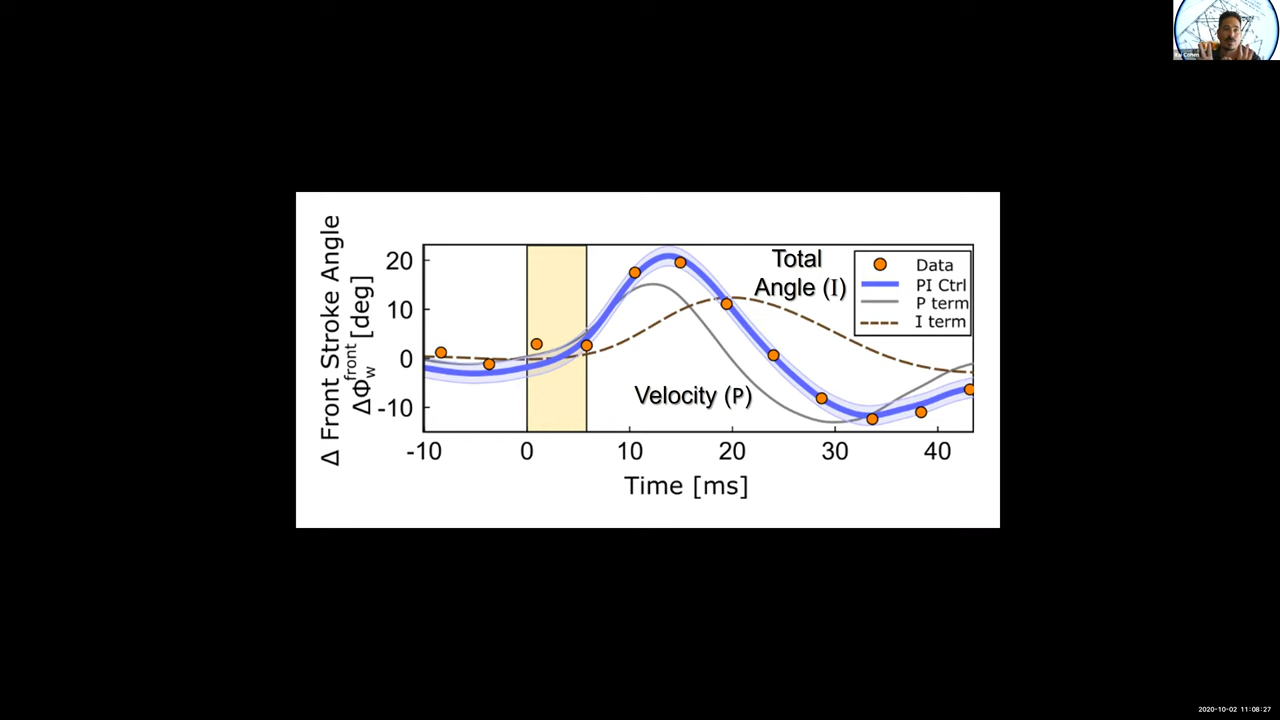 Δ Front Stroke Angle
ΔΦ_w^front [deg]
20
10
0
-10
-10
0
10
20
30
40
Time [ms]
Total
Angle (I)
Velocity (P)
Data
PI Ctrl
P term
I term
Cohen
2020-10-02 11:08:27